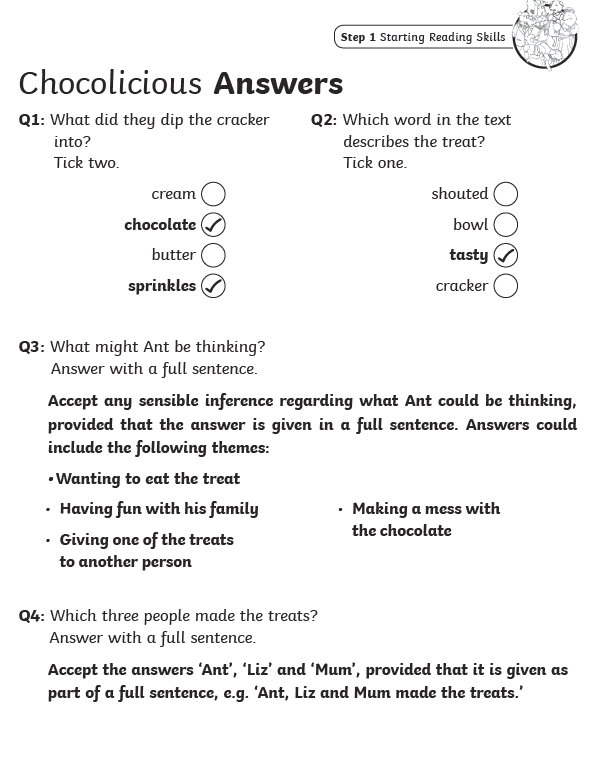 Step 1 Starting Reading Skills
Chocolicious Answers
Q1: What did they dip the cracker
into?
Tick two.
cream
chocolate
butter
sprinkles
Q2: Which word in the text
describes the treat?
Tick one.
shouted
bowl
tasty
cracker
Q3: What might Ant be thinking?
Answer with a full sentence.
Accept any sensible inference regarding what Ant could be thinking,
provided that the answer is given in a full sentence. Answers could
include the following themes:
• Wanting to eat the treat
• Having fun with his family
• Giving one of the treats
to another person
• Making a mess with
the chocolate
Q4: Which three people made the treats?
Answer with a full sentence.
Accept the answers ‘Ant’, ‘Liz’ and ‘Mum’, provided that it is given as
part of a full sentence, e.g. ‘Ant, Liz and Mum made the treats.’